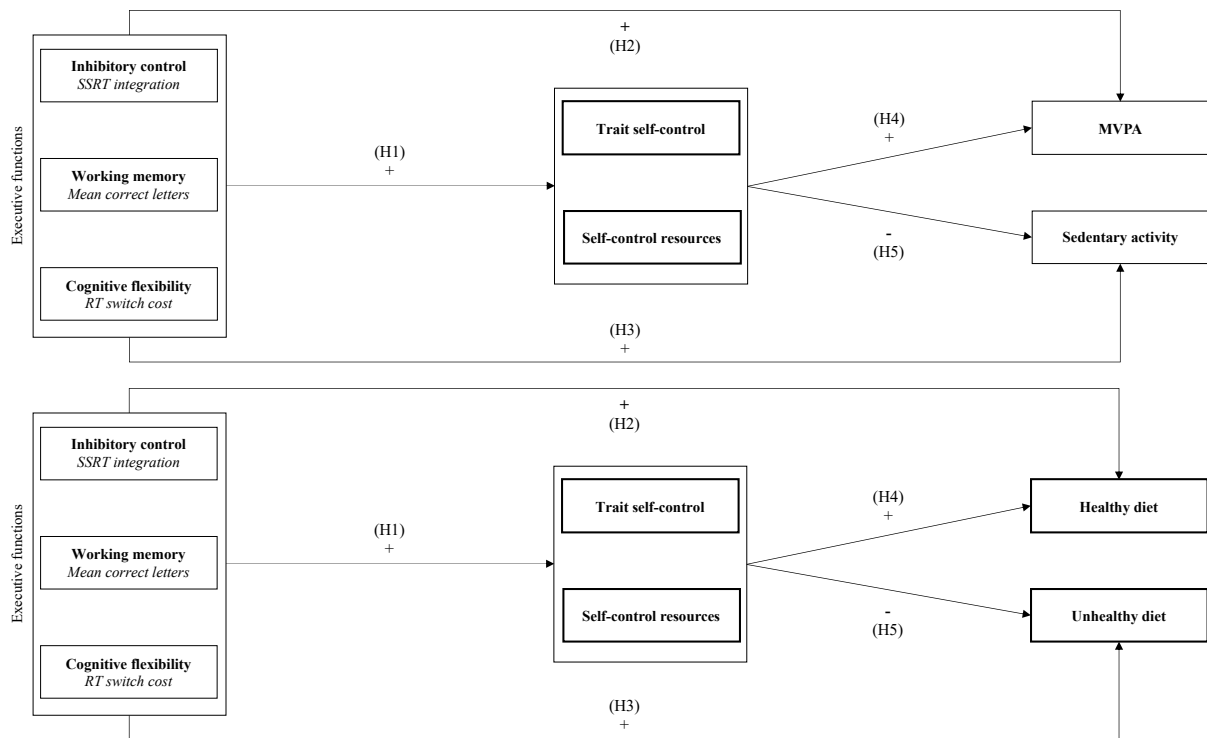 +
(H2)
Inhibitory control
SSRT integration
(H1)
+
Working memory
Mean correct letters
Cognitive flexibility
RT switch cost
Executive functions
Trait self-control
Self-control resources
(H4)
+
MVPA
-
(H5)
Sedentary activity
(H3)
+
+
(H2)
Inhibitory control
SSRT integration
(H1)
+
Working memory
Mean correct letters
Cognitive flexibility
RT switch cost
Executive functions
Trait self-control
Self-control resources
(H4)
+
Healthy diet
-
(H5)
Unhealthy diet
(H3)
+